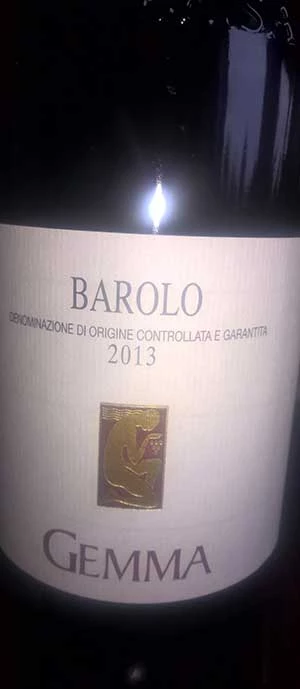 BAROLO
DENOMINAZIONE DI ORIGINE CONTROLLATA E GARANTITA
2013
GEMMA